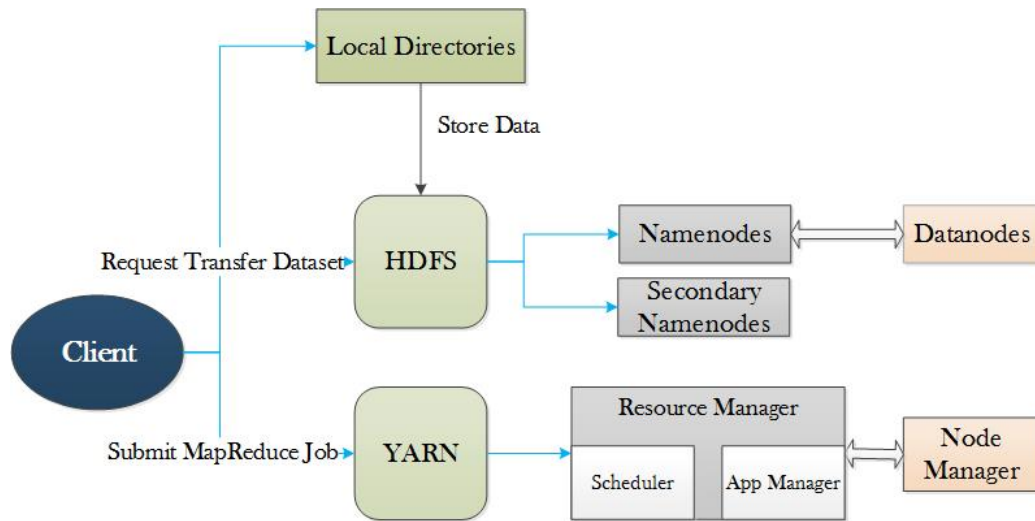 Local Directories
Store Data
Request Transfer Dataset
HDFS
Namenodes
Datanodes
Secondary
Namenodes
Client
Submit MapReduce Job
YARN
Resource Manager
Scheduler
App Manager
Node
Manager